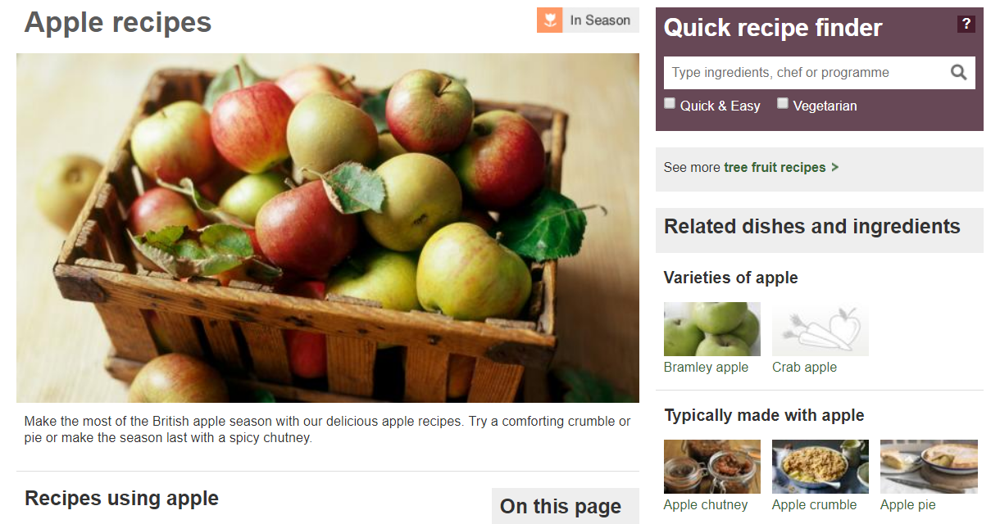 Apple recipes
In Season
Make the most of the British apple season with our delicious apple recipes. Try a comforting crumble or
pie or make the season last with a spicy chutney.
Recipes using apple
On this page
Quick recipe finder
?
Type ingredients, chef or programme
Quick & Easy
Vegetarian
See more tree fruit recipes >
Related dishes and ingredients
Varieties of apple
Bramley apple
Crab apple
Typically made with apple
Apple chutney
Apple crumble
Apple pie